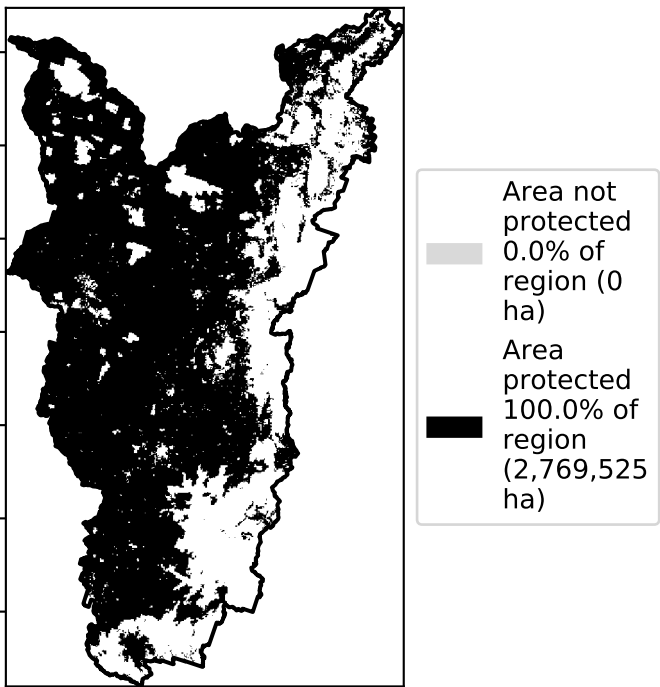 Area not
protected
0.0% of
region (0
ha)
Area
protected
100.0% of
region
(2,769,525
ha)